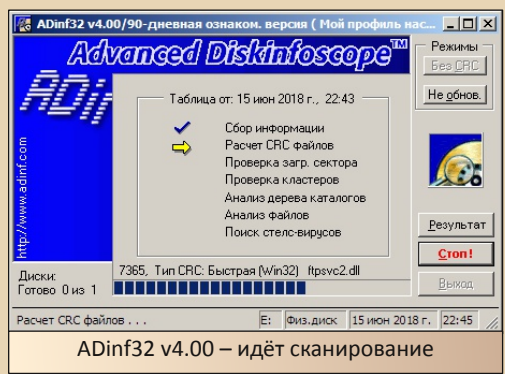 ADinf32 v4.00/90-дневная ознаком. версия ( Мой профиль нас...
Advanced Diskinfoscope™
ADinf
http://www.adinf.com
Таблица от: 15 июн 2018 г., 22:43
Сбор информации
Расчет CRC файлов
Проверка загр. сектора
Проверка кластеров
Анализ дерева каталогов
Анализ файлов
Поиск стелс-вирусов
Режимы
Без CRC
Не обнов.
Результат
Стоп!
Выход
Диски:
Готово 0 из 1
7365, Тип CRC: Быстрая (Win32) ftpsvc2.dll
Расчет CRC файлов . . .
E:
Физ.диск
15 июн 2018 г.
22:45
ADinf32 v4.00 – идёт сканирование